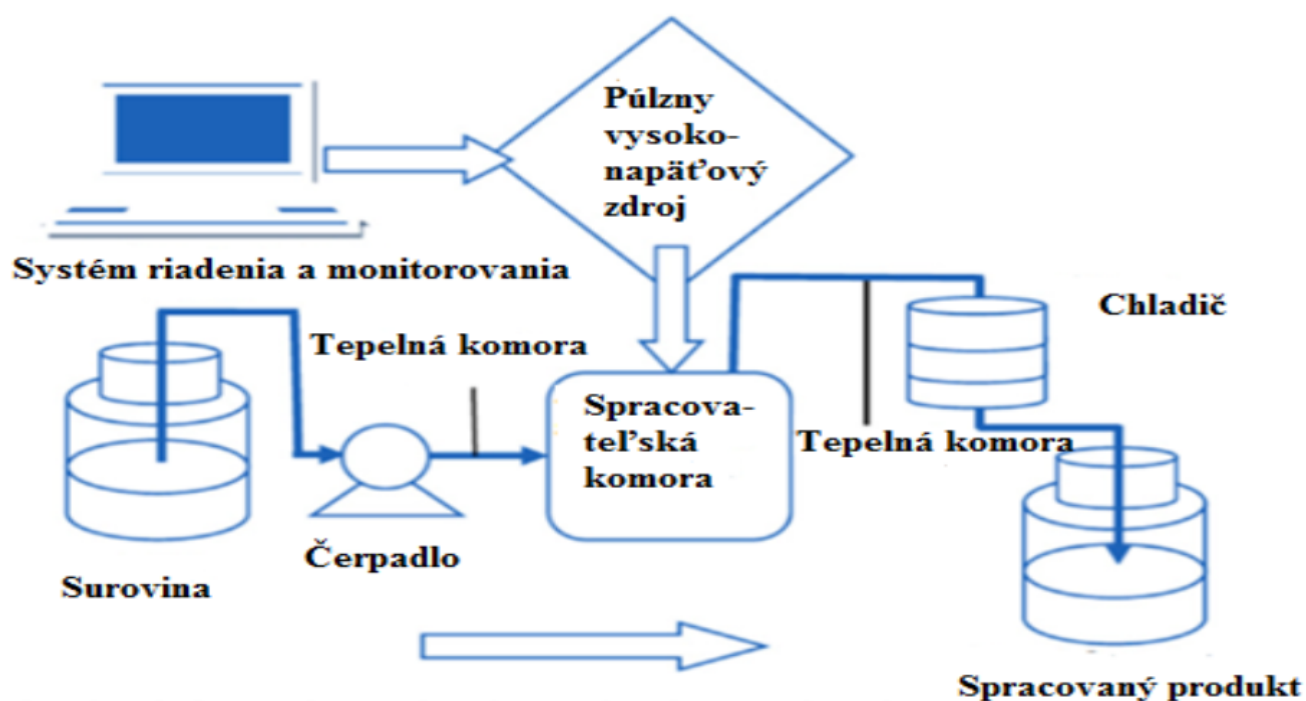 Púlzny
vysoko-
napäťový
zdroj
Systém riadenia a monitorovania
Chladič
Tepelná komora
Spracova-
teľská
komora
Tepelná komora
Čerpadlo
Surovina
Spracovaný produkt